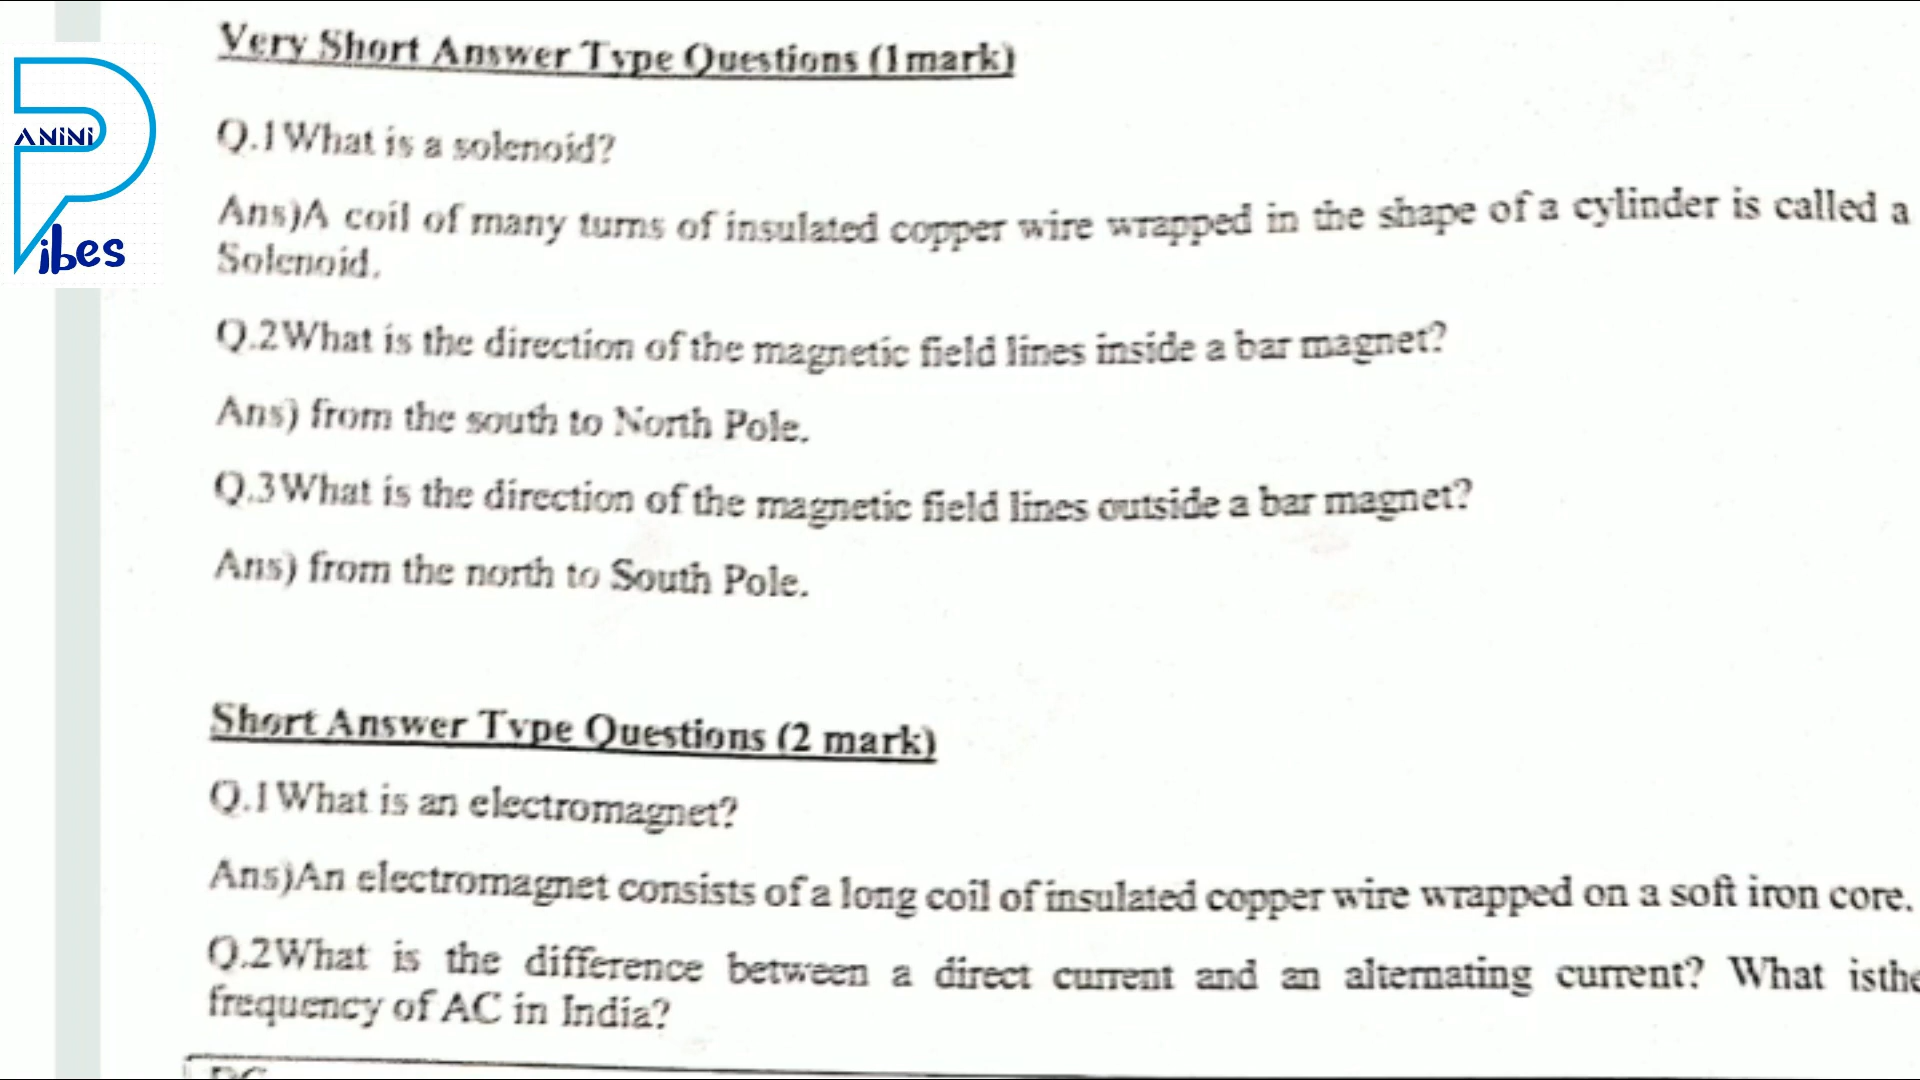 Very Short Answer Type Questions (1mark)
PANINI
Vibes
Q.1What is a solenoid?
Ans)A coil of many turns of insulated copper wire wrapped in the shape of a cylinder is called a
Solenoid.
Q.2What is the direction of the magnetic field lines inside a bar magnet?
Ans) from the south to North Pole.
Q.3What is the direction of the magnetic field lines outside a bar magnet?
Ans) from the north to South Pole.
Short Answer Type Questions (2 mark)
Q.1What is an electromagnet?
Ans)An electromagnet consists of a long coil of insulated copper wire wrapped on a soft iron core.
Q.2What is the difference between a direct current and an alternating current? What isthe
frequency of AC in India?